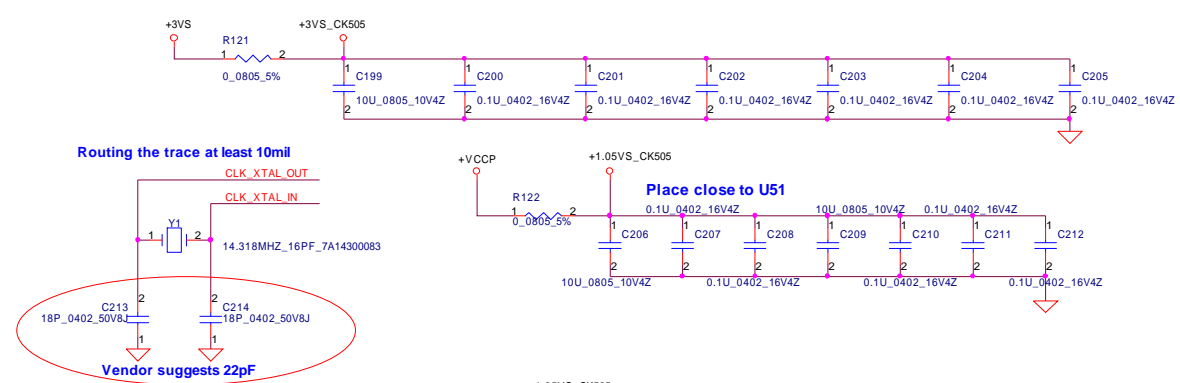 +3VS
+3VS_CK505
R121
1 2
0_0805_5%
1 1 1 1 1 1 1
C199 C200 C201 C202 C203 C204 C205
10U_0805_10V4Z 0.1U_0402_16V4Z 0.1U_0402_16V4Z 0.1U_0402_16V4Z 0.1U_0402_16V4Z 0.1U_0402_16V4Z 0.1U_0402_16V4Z
2 2 2 2 2 2 2
Routing the trace at least 10mil
CLK_XTAL_OUT
CLK_XTAL_IN
Y1
1 2
14.318MHZ_16PF_7A14300083
2 2
C213 C214
18P_0402_50V8J 18P_0402_50V8J
1 1
Vendor suggests 22pF
+VCCP
+1.05VS_CK505
R122
1 2
0_0805_5%
Place close to U51
0.1U_0402_16V4Z 10U_0805_10V4Z 0.1U_0402_16V4Z
1 1 1 1 1 1 1
C206 C207 C208 C209 C210 C211 C212
2 2 2 2 2 2 2
10U_0805_10V4Z 0.1U_0402_16V4Z 0.1U_0402_16V4Z 0.1U_0402_16V4Z